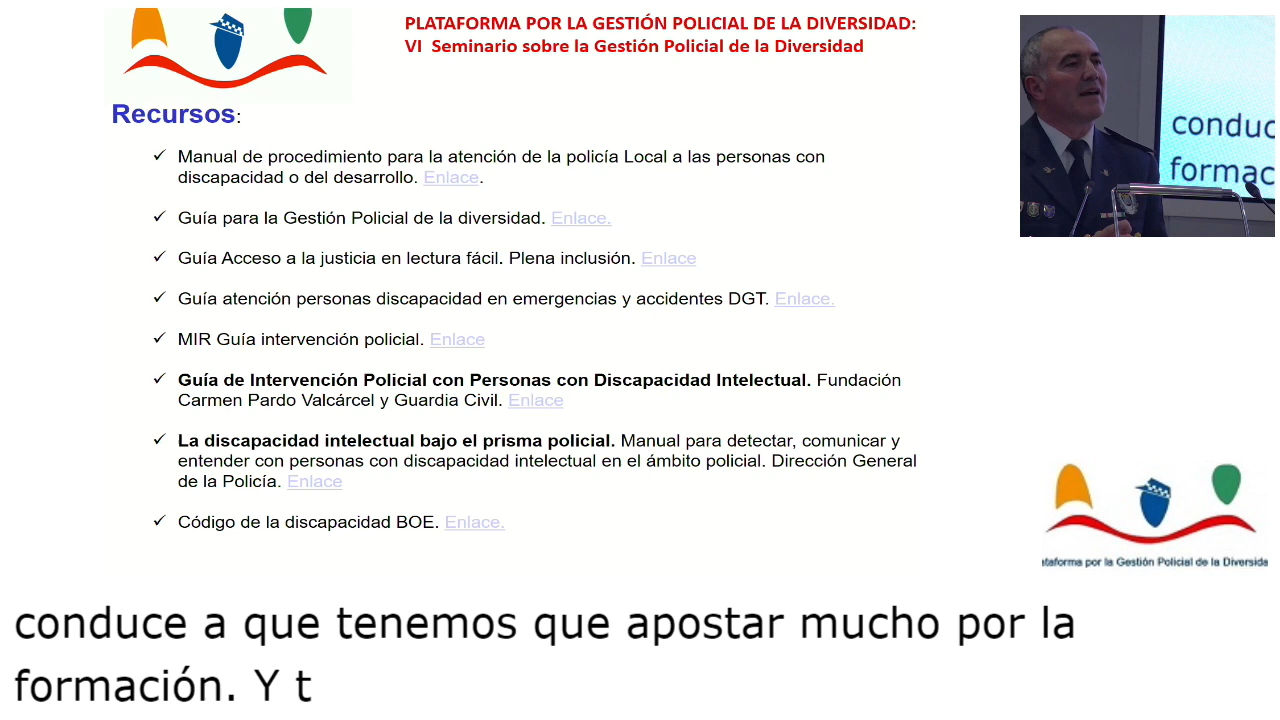 PLATAFORMA POR LA GESTIÓN POLICIAL DE LA DIVERSIDAD:
VI Seminario sobre la Gestión Policial de la Diversidad
Recursos:
✓ Manual de procedimiento para la atención de la policía Local a las personas con
discapacidad o del desarrollo. Enlace.
✓ Guía para la Gestión Policial de la diversidad. Enlace.
✓ Guía Acceso a la justicia en lectura fácil. Plena inclusión. Enlace
✓ Guía atención personas discapacidad en emergencias y accidentes DGT. Enlace.
✓ MIR Guía intervención policial. Enlace
✓ Guía de Intervención Policial con Personas con Discapacidad Intelectual. Fundación
Carmen Pardo Valcárcel y Guardia Civil. Enlace
✓ La discapacidad intelectual bajo el prisma policial. Manual para detectar, comunicar y
entender con personas con discapacidad intelectual en el ámbito policial. Dirección General
de la Policía. Enlace
✓ Código de la discapacidad BOE. Enlace.
conduc
formac
ataforma por la Gestión Policial de la Diversida
conduce a que tenemos que apostar mucho por la
formación. Y t